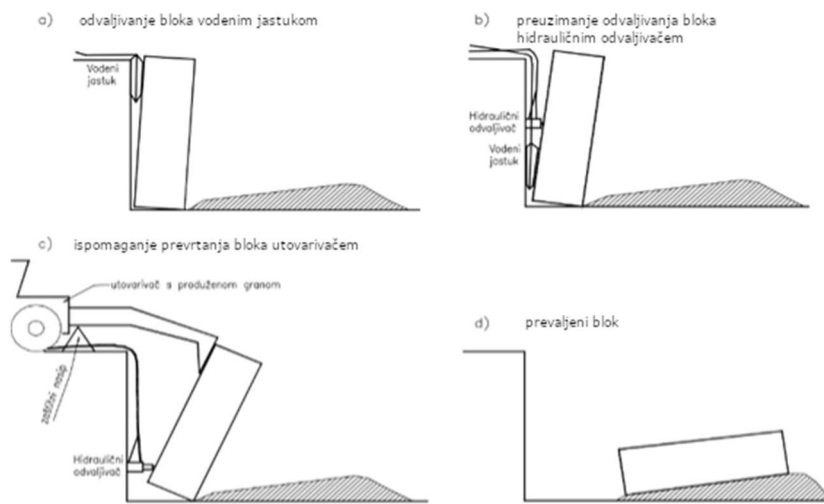 a) odvaljivanje bloka vodenim jastukom
Vodeni
jastuk
b) preuzimanje odvaljivanja bloka
hidrauličnim odvaljivačem
Hidraulični
odvaljivač
Vodeni
jastuk
c) ispomaganje prevrtanja bloka utovarivačem
utovarivač s produženom granom
zaštitni nasip
Hidraulični
odvaljivač
d) prevaljeni blok